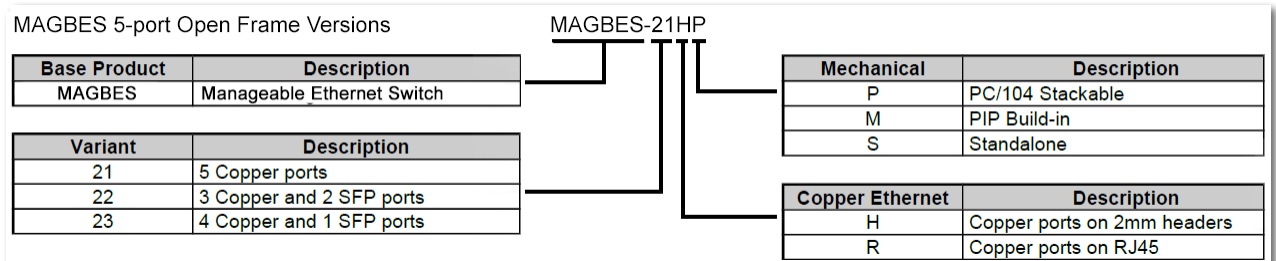 MAGBES 5-port Open Frame Versions
MAGBES-21HP
Base Product Description
MAGBES Manageable Ethernet Switch
Variant Description
21 5 Copper ports
22 3 Copper and 2 SFP ports
23 4 Copper and 1 SFP ports
Mechanical Description
P PC/104 Stackable
M PIP Build-in
S Standalone
Copper Ethernet Description
H Copper ports on 2mm headers
R Copper ports on RJ45